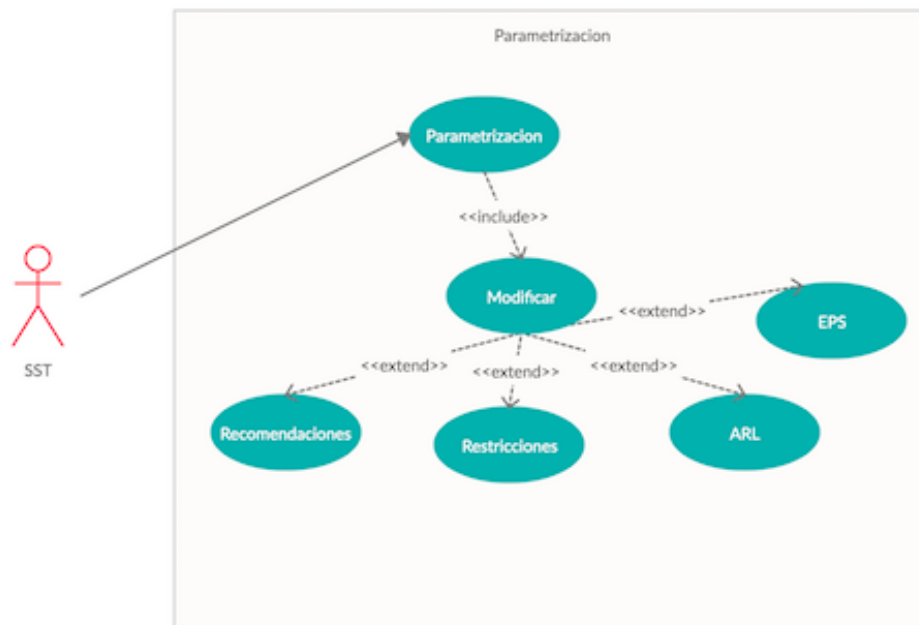 Parametrizacion
Parametrizacion
<<include>>
Modificar
<<extend>>
EPS
<<extend>>
<<extend>>
<<extend>>
SST
Recomendaciones
Restricciones
ARL